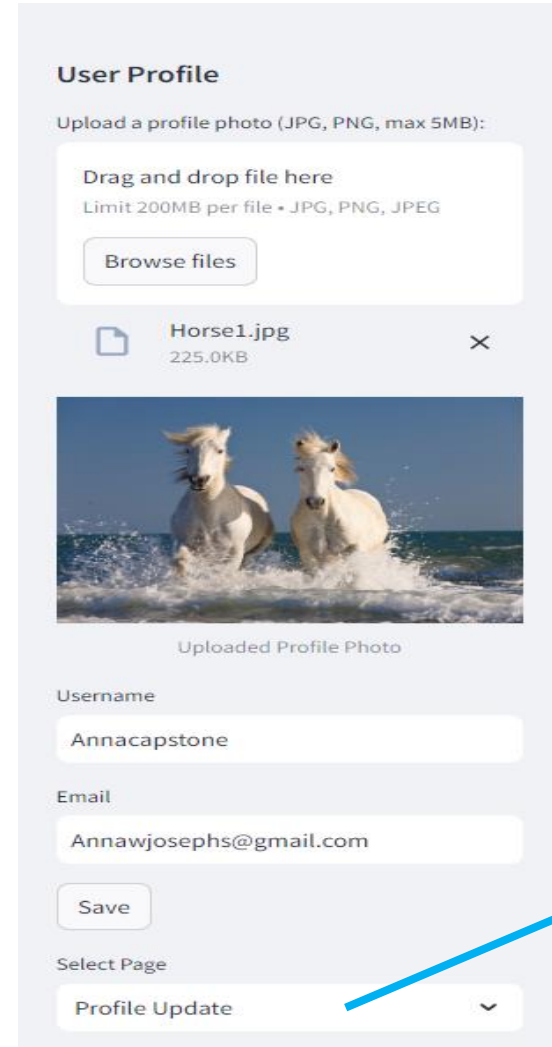 User Profile
Upload a profile photo (JPG, PNG, max 5MB):
Drag and drop file here
Limit 200MB per file • JPG, PNG, JPEG
Browse files
Horse1.jpg
225.0KB
Uploaded Profile Photo
Username
Annacapstone
Email
Annawjosephs@gmail.com
Save
Select Page
Profile Update